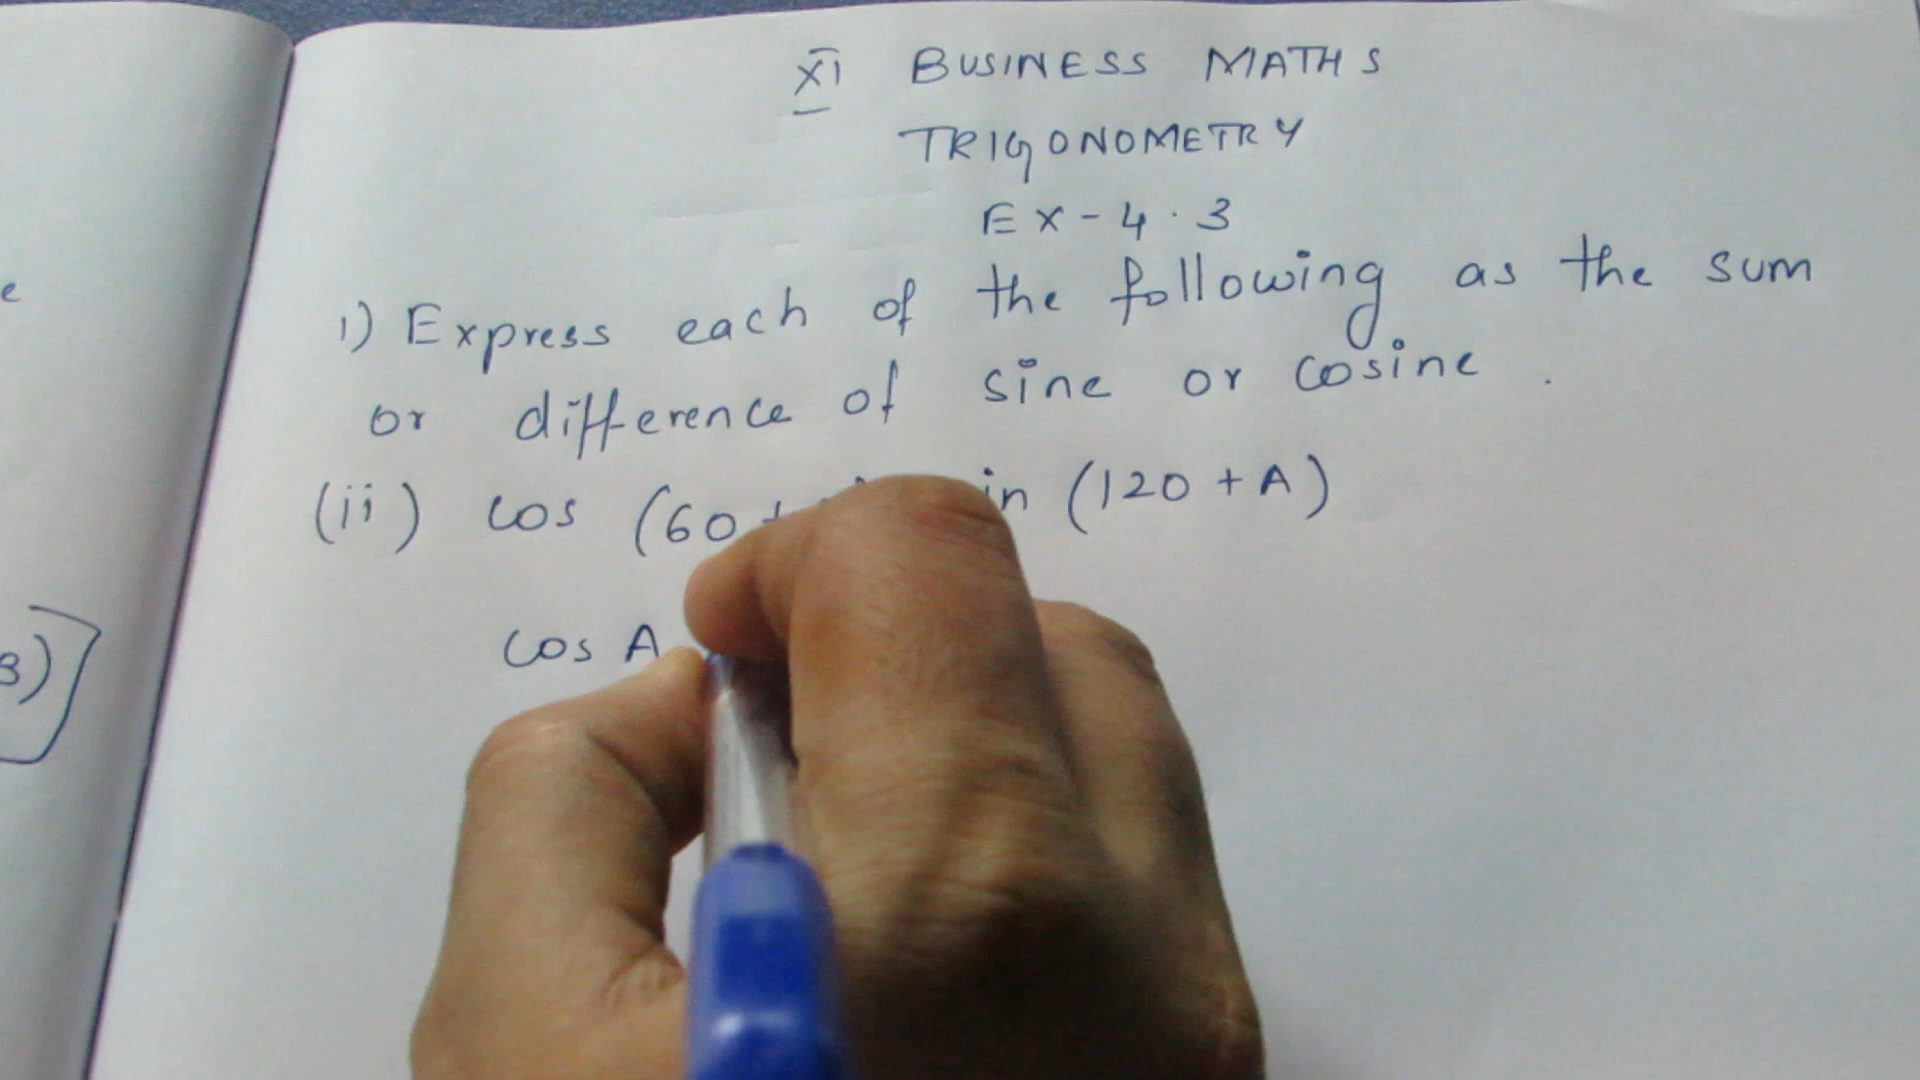 XI BUSINESS MATHS
TRIGONOMETRY
EX-4.3
e
1) Express each of the following as the sum
or difference of sine or cosine.
(ii) cos (60+ in (120 + A)
cos A
B)